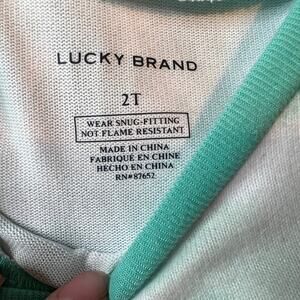 LUCKY BRAND
2T
WEAR SNUG-FITTING
NOT FLAME RESISTANT
MADE IN CHINA
FABRIQUÉ EN CHINE
HECHO EN CHINA
RN#87652